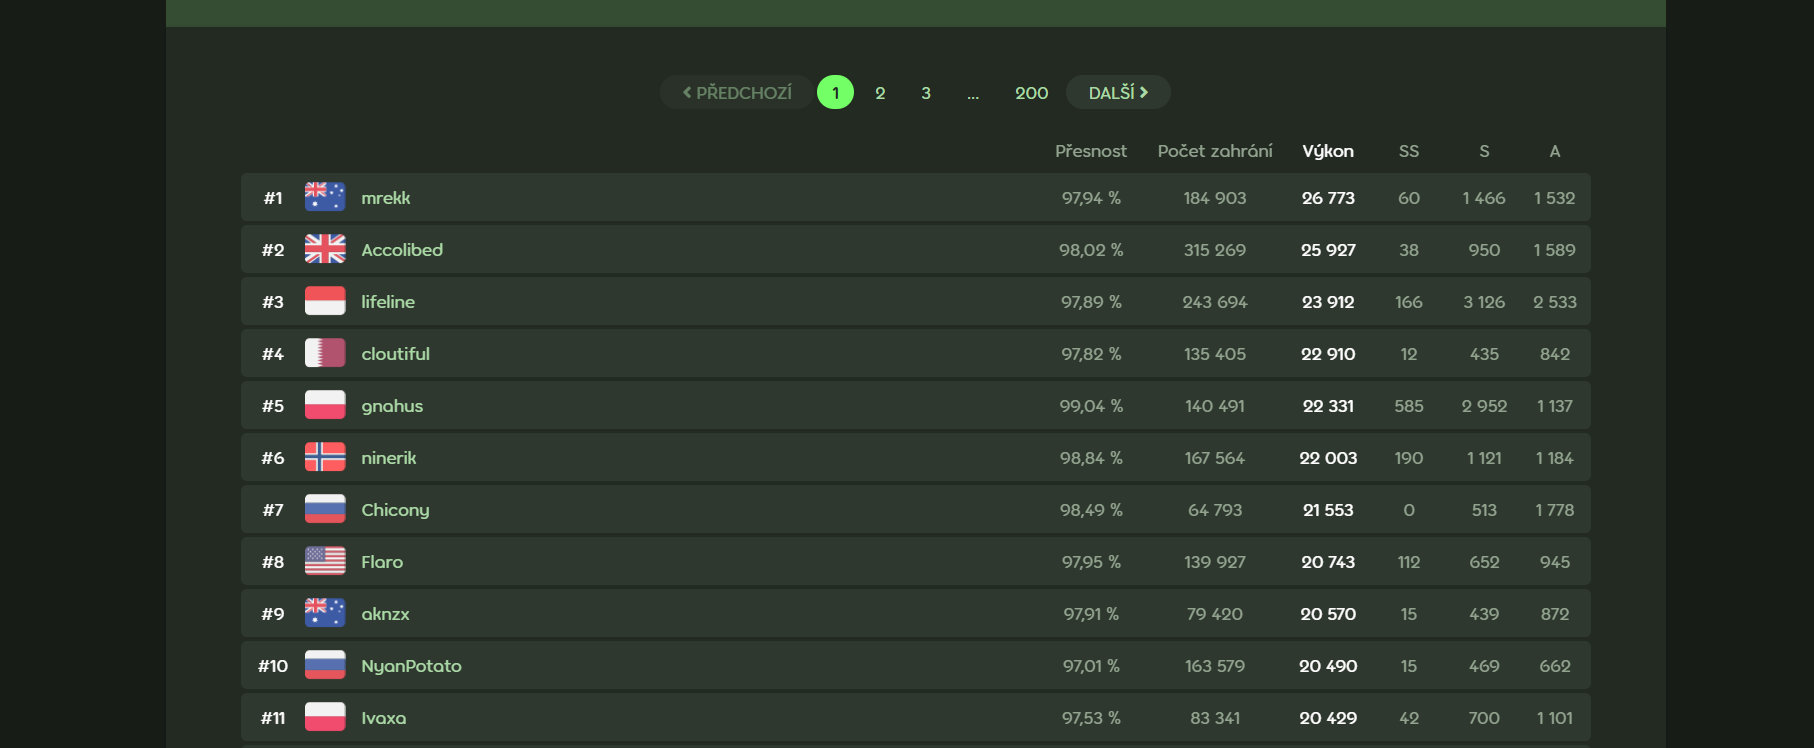 PŘEDCHOZÍ 1 2 3 ... 200 DALŠÍ
Přesnost Počet zahrání Výkon SS S A
#1 mrekk 97,94 % 184 903 26 773 60 1 466 1 532
#2 Accolibed 98,02 % 315 269 25 927 38 950 1 589
#3 lifeline 97,89 % 243 694 23 912 166 3 126 2 533
#4 cloutiful 97,82 % 135 405 22 910 12 435 842
#5 gnahus 99,04 % 140 491 22 331 585 2 952 1 137
#6 ninerik 98,84 % 167 564 22 003 190 1 121 1 184
#7 Chicony 98,49 % 64 793 21 553 0 513 1 778
#8 Flaro 97,95 % 139 927 20 743 112 652 945
#9 aknzx 97,91 % 79 420 20 570 15 439 872
#10 NyanPotato 97,01 % 163 579 20 490 15 469 662
#11 Ivaxa 97,53 % 83 341 20 429 42 700 1 101